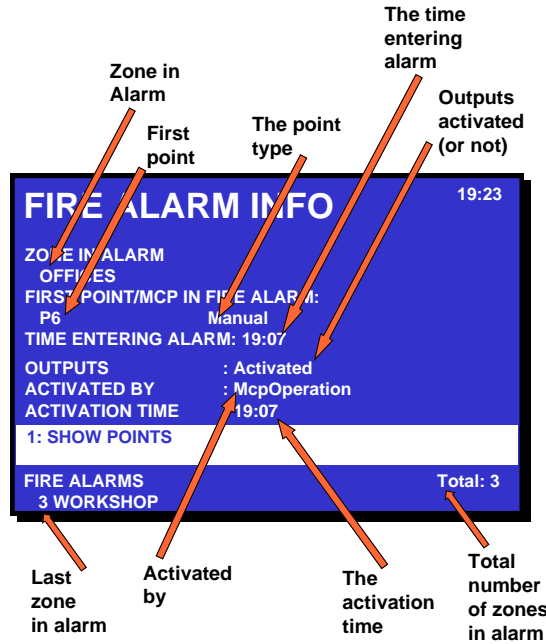 The time
entering
alarm
Zone in
Alarm
Outputs
activated
(or not)
First
point
The point
type
FIRE ALARM INFO 19:23
ZONE IN ALARM
OFFICES
FIRST POINT/MCP IN FIRE ALARM:
P6 Manual
TIME ENTERING ALARM: 19:07
OUTPUTS : Activated
ACTIVATED BY : McpOperation
ACTIVATION TIME : 19:07
1: SHOW POINTS
FIRE ALARMS Total: 3
3 WORKSHOP
Last
zone
in alarm
Activated
by
The
activation
time
Total
number
of zones
in alarm